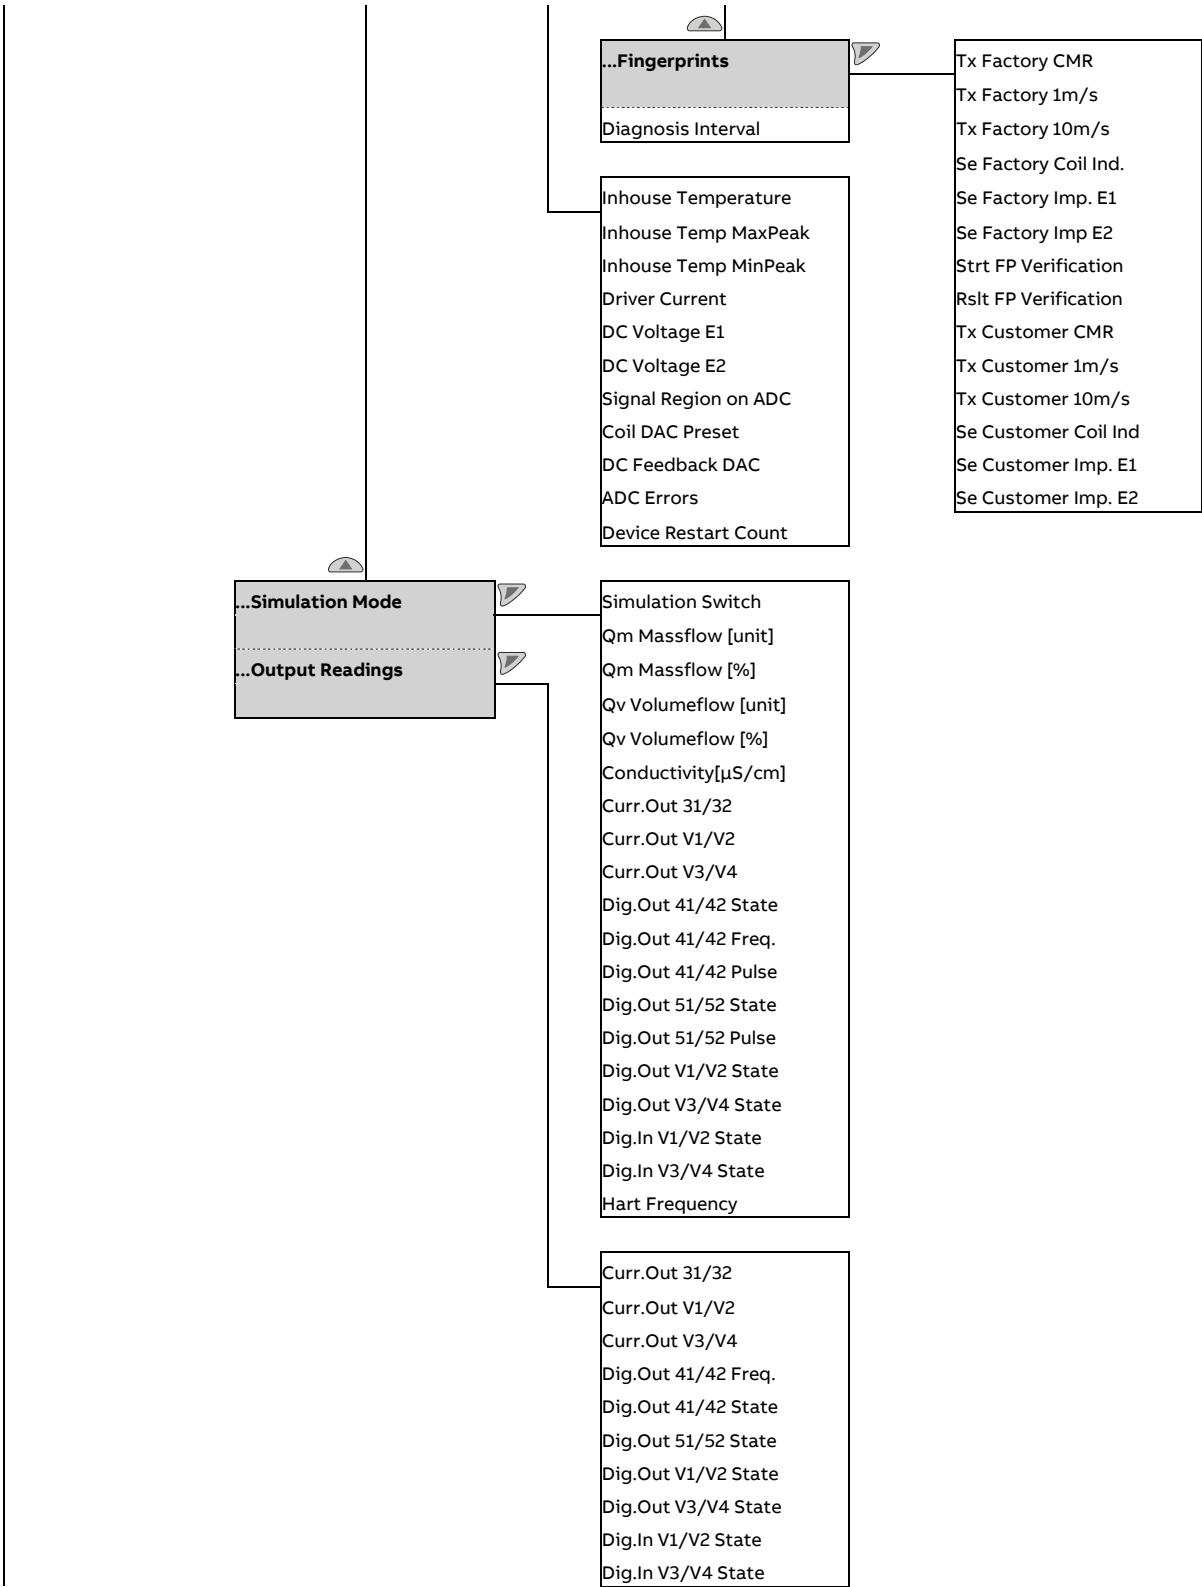 ...Fingerprints
Diagnosis Interval
Tx Factory CMR
Tx Factory 1m/s
Tx Factory 10m/s
Se Factory Coil Ind.
Se Factory Imp. E1
Se Factory Imp E2
Strt FP Verification
Rslt FP Verification
Tx Customer CMR
Tx Customer 1m/s
Tx Customer 10m/s
Se Customer Coil Ind
Se Customer Imp. E1
Se Customer Imp. E2
Inhouse Temperature
Inhouse Temp MaxPeak
Inhouse Temp MinPeak
Driver Current
DC Voltage E1
DC Voltage E2
Signal Region on ADC
Coil DAC Preset
DC Feedback DAC
ADC Errors
Device Restart Count
...Simulation Mode
...Output Readings
Simulation Switch
Qm Massflow [unit]
Qm Massflow [%]
Qv Volumeflow [unit]
Qv Volumeflow [%]
Conductivity[µS/cm]
Curr.Out 31/32
Curr.Out V1/V2
Curr.Out V3/V4
Dig.Out 41/42 State
Dig.Out 41/42 Freq.
Dig.Out 41/42 Pulse
Dig.Out 51/52 State
Dig.Out 51/52 Pulse
Dig.Out V1/V2 State
Dig.Out V3/V4 State
Dig.In V1/V2 State
Dig.In V3/V4 State
Hart Frequency
Curr.Out 31/32
Curr.Out V1/V2
Curr.Out V3/V4
Dig.Out 41/42 Freq.
Dig.Out 41/42 State
Dig.Out 51/52 State
Dig.Out V1/V2 State
Dig.Out V3/V4 State
Dig.In V1/V2 State
Dig.In V3/V4 State